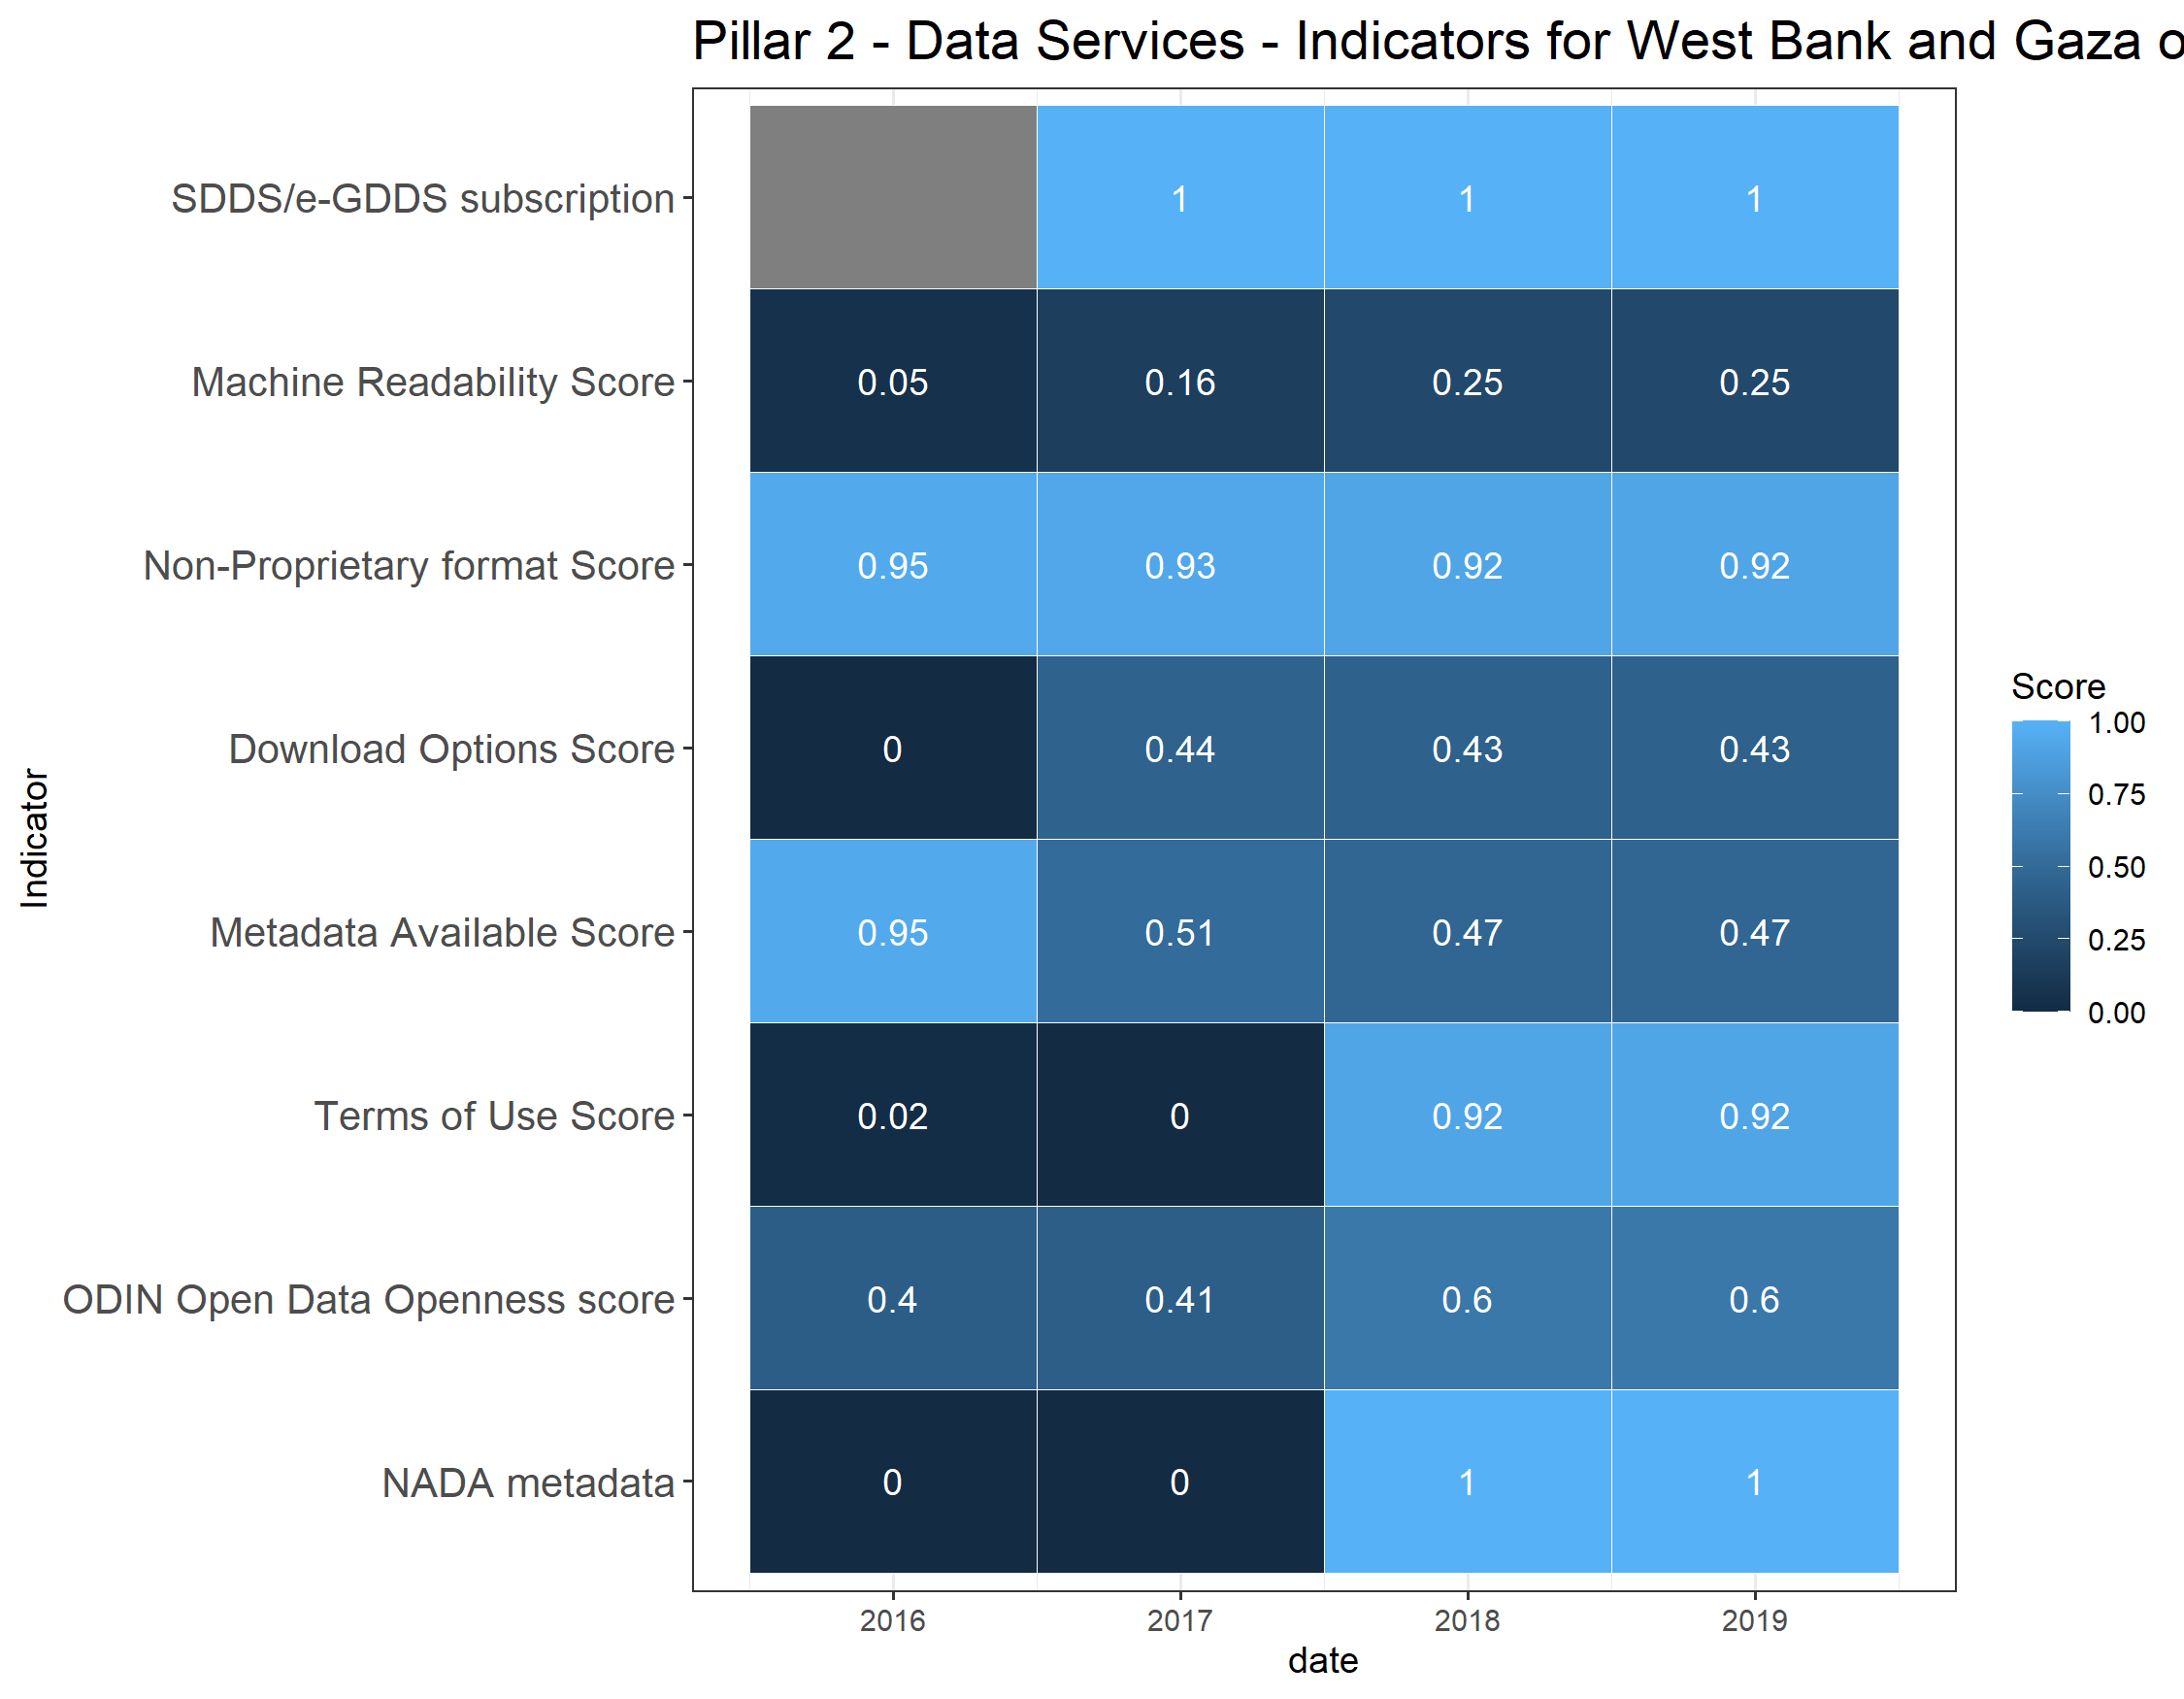 Pillar 2 - Data Services - Indicators for West Bank and Gaza o
SDDS/e-GDDS subscription 1 1 1
Machine Readability Score 0.05 0.16 0.25 0.25
Non-Proprietary format Score 0.95 0.93 0.92 0.92
Download Options Score 0 0.44 0.43 0.43
Metadata Available Score 0.95 0.51 0.47 0.47
Terms of Use Score 0.02 0 0.92 0.92
ODIN Open Data Openness score 0.4 0.41 0.6 0.6
NADA metadata 0 0 1 1
2016 2017 2018 2019
date
Indicator
Score
1.00
0.75
0.50
0.25
0.00